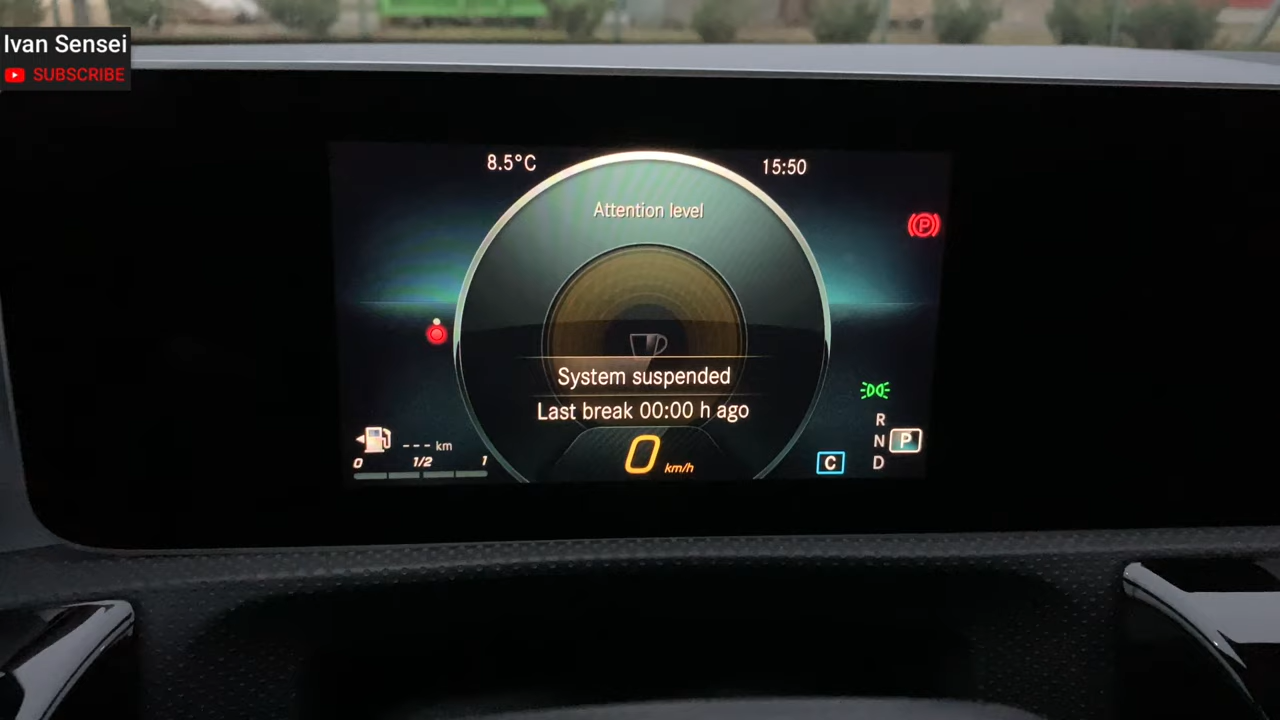 Ivan Sensei
SUBSCRIBE
8.5°C
15:50
Attention level
P
System suspended
Last break 00:00 h ago
0 km/h
--- km
0 1/2 1
C
R
N P
D